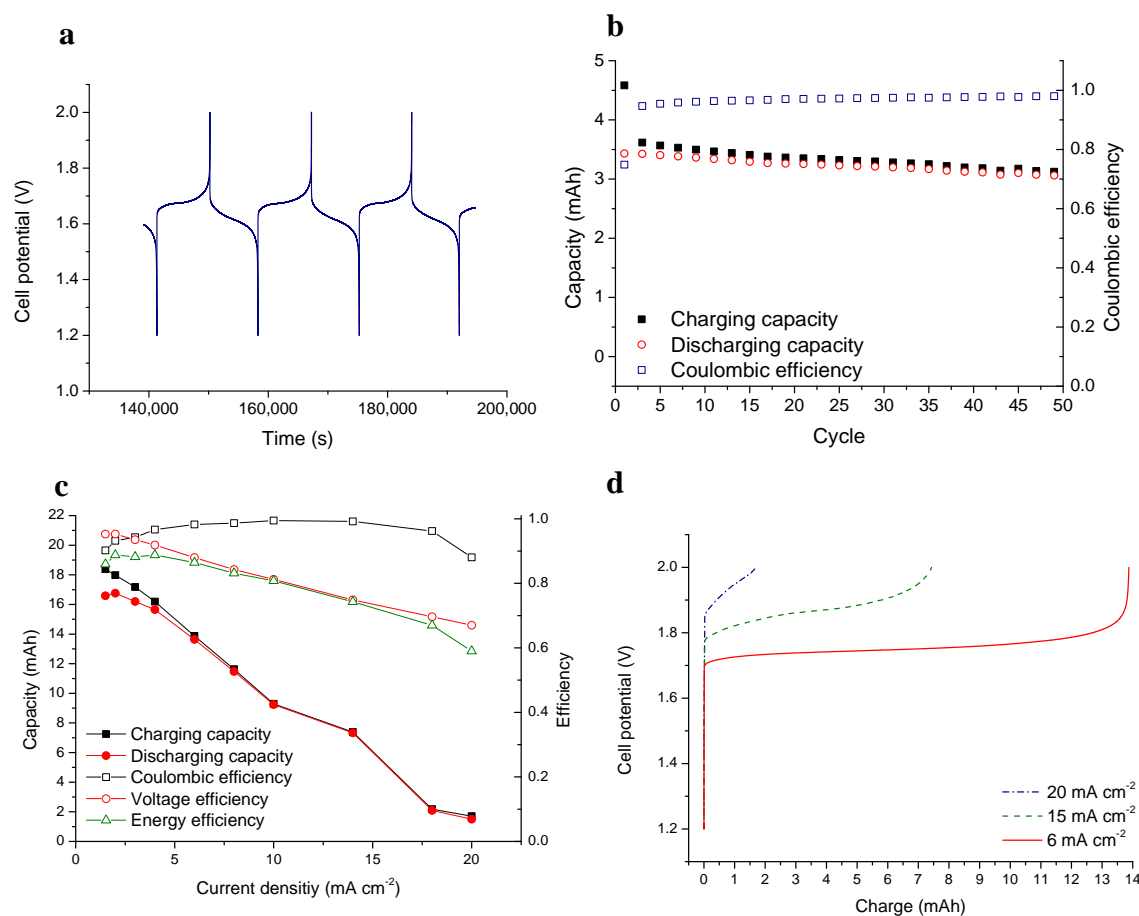 a
2.0
1.8
1.6
1.4
1.2
1.0
Cell potential (V)
140,000 160,000 180,000 200,000
Time (s)
b
5
4
3
2
1
0
Capacity (mAh)
1.0
0.8
0.6
0.4
0.2
0.0
Coulombic efficiency
Charging capacity
Discharging capacity
Coulombic efficiency
0 5 10 15 20 25 30 35 40 45 50
Cycle
c
22
20
18
16
14
12
10
8
6
4
2
0
Capacity (mAh)
1.0
0.8
0.6
0.4
0.2
0.0
Efficiency
Charging capacity
Discharging capacity
Coulombic efficiency
Voltage efficiency
Energy efficiency
0 5 10 15 20
Current densitiy (mA cm⁻²)
d
2.0
1.8
1.6
1.4
1.2
Cell potential (V)
20 mA cm⁻²
15 mA cm⁻²
6 mA cm⁻²
0 1 2 3 4 5 6 7 8 9 10 11 12 13 14
Charge (mAh)